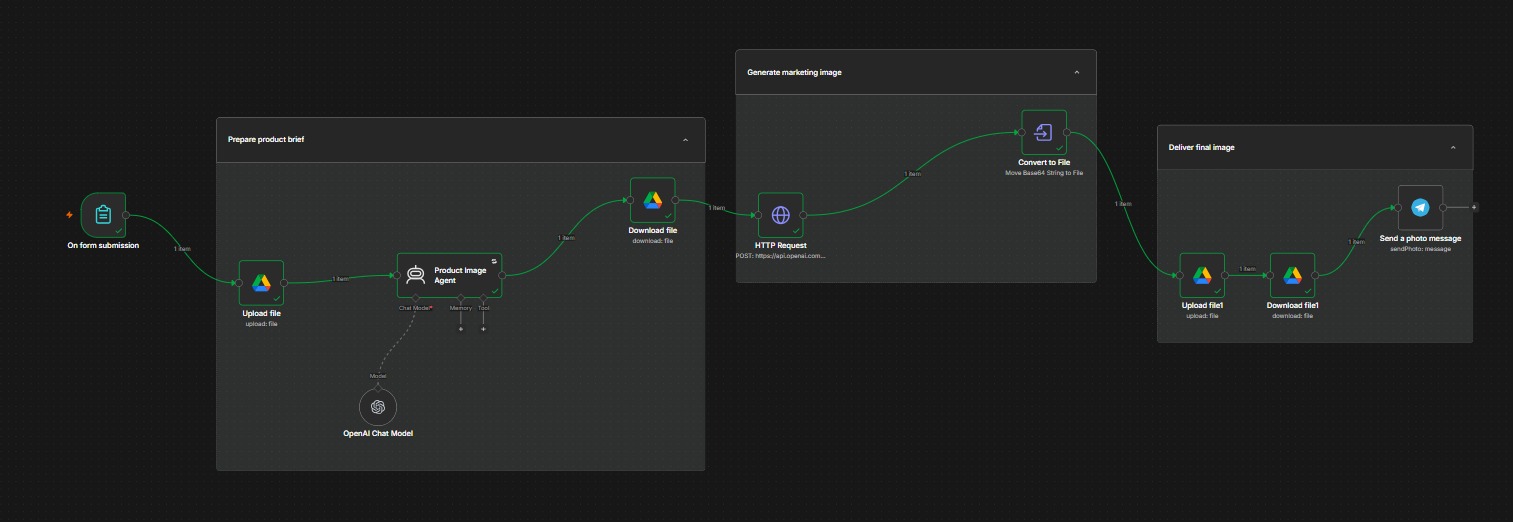 Generate marketing image
Prepare product brief
Deliver final image
On form submission
1 item
Upload file
upload: file
1 item
Product Image
Agent
Chat Model*
Memory
Tool
Model
OpenAI Chat Model
1 item
Download file
download: file
1 item
HTTP Request
POST: https://api.openai.com...
1 item
Convert to File
Move Base64 String to File
1 item
Upload file1
upload: file
1 item
Download file1
download: file
1 item
Send a photo message
sendPhoto: message